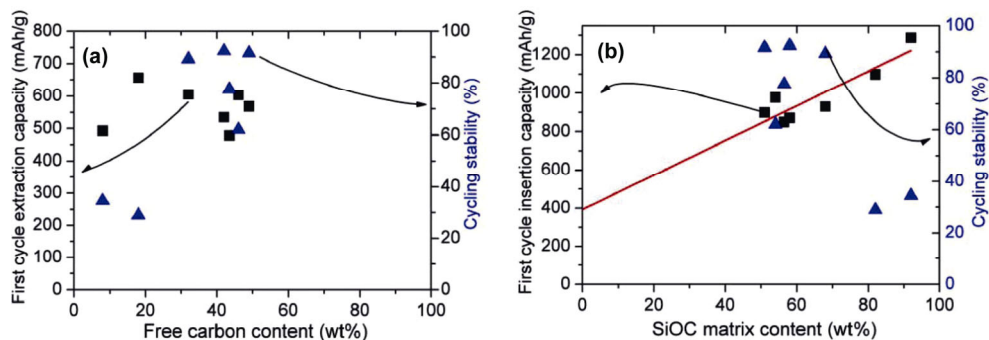 (a)
First cycle extraction capacity (mAh/g)
800
700
600
500
400
300
200
100
0
0 20 40 60 80 100
Free carbon content (wt%)
100
80
60
40
20
0
Cycling stability (%)
(b)
First cycle insertion capacity (mAh/g)
1200
1000
800
600
400
200
0
0 20 40 60 80 100
SiOC matrix content (wt%)
100
80
60
40
20
0
Cycling stability (%)